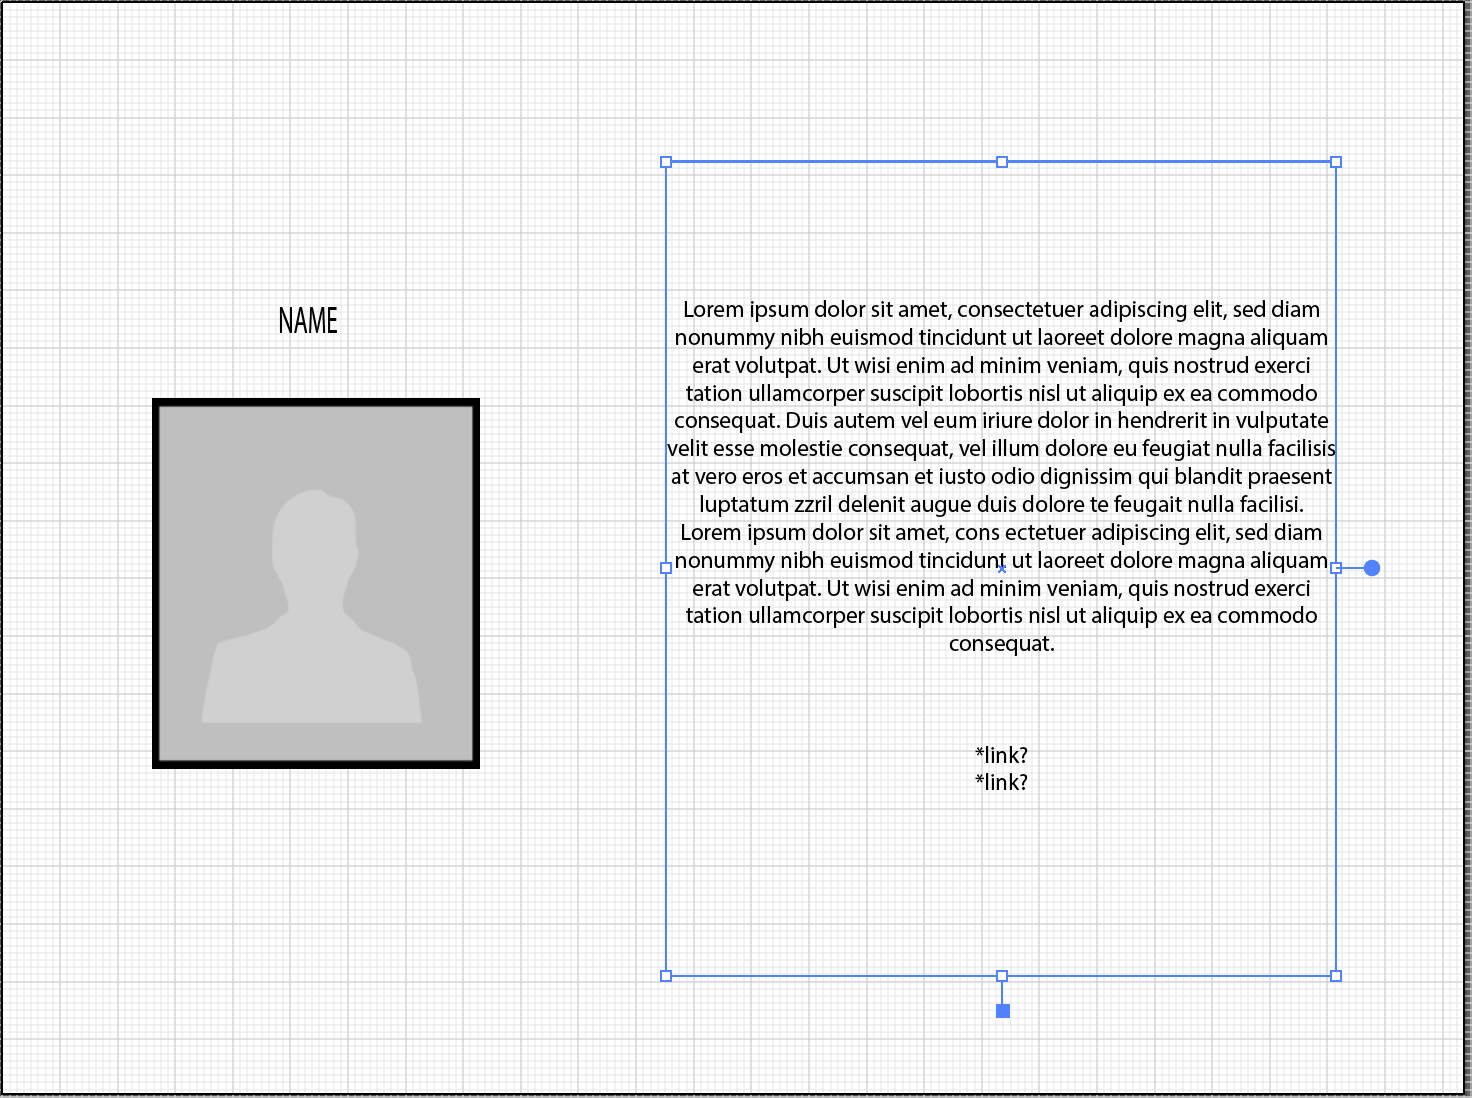 NAME
Lorem ipsum dolor sit amet, consectetuer adipiscing elit, sed diam
nonummy nibh euismod tincidunt ut laoreet dolore magna aliquam
erat volutpat. Ut wisi enim ad minim veniam, quis nostrud exerci
tation ullamcorper suscipit lobortis nisl ut aliquip ex ea commodo
consequat. Duis autem vel eum iriure dolor in hendrerit in vulputate
velit esse molestie consequat, vel illum dolore eu feugiat nulla facilisis
at vero eros et accumsan et iusto odio dignissim qui blandit praesent
luptatum zzril delenit augue duis dolore te feugait nulla facilisi.
Lorem ipsum dolor sit amet, cons ectetuer adipiscing elit, sed diam
nonummy nibh euismod tincidunt ut laoreet dolore magna aliquam
erat volutpat. Ut wisi enim ad minim veniam, quis nostrud exerci
tation ullamcorper suscipit lobortis nisl ut aliquip ex ea commodo
consequat.
*link?
*link?